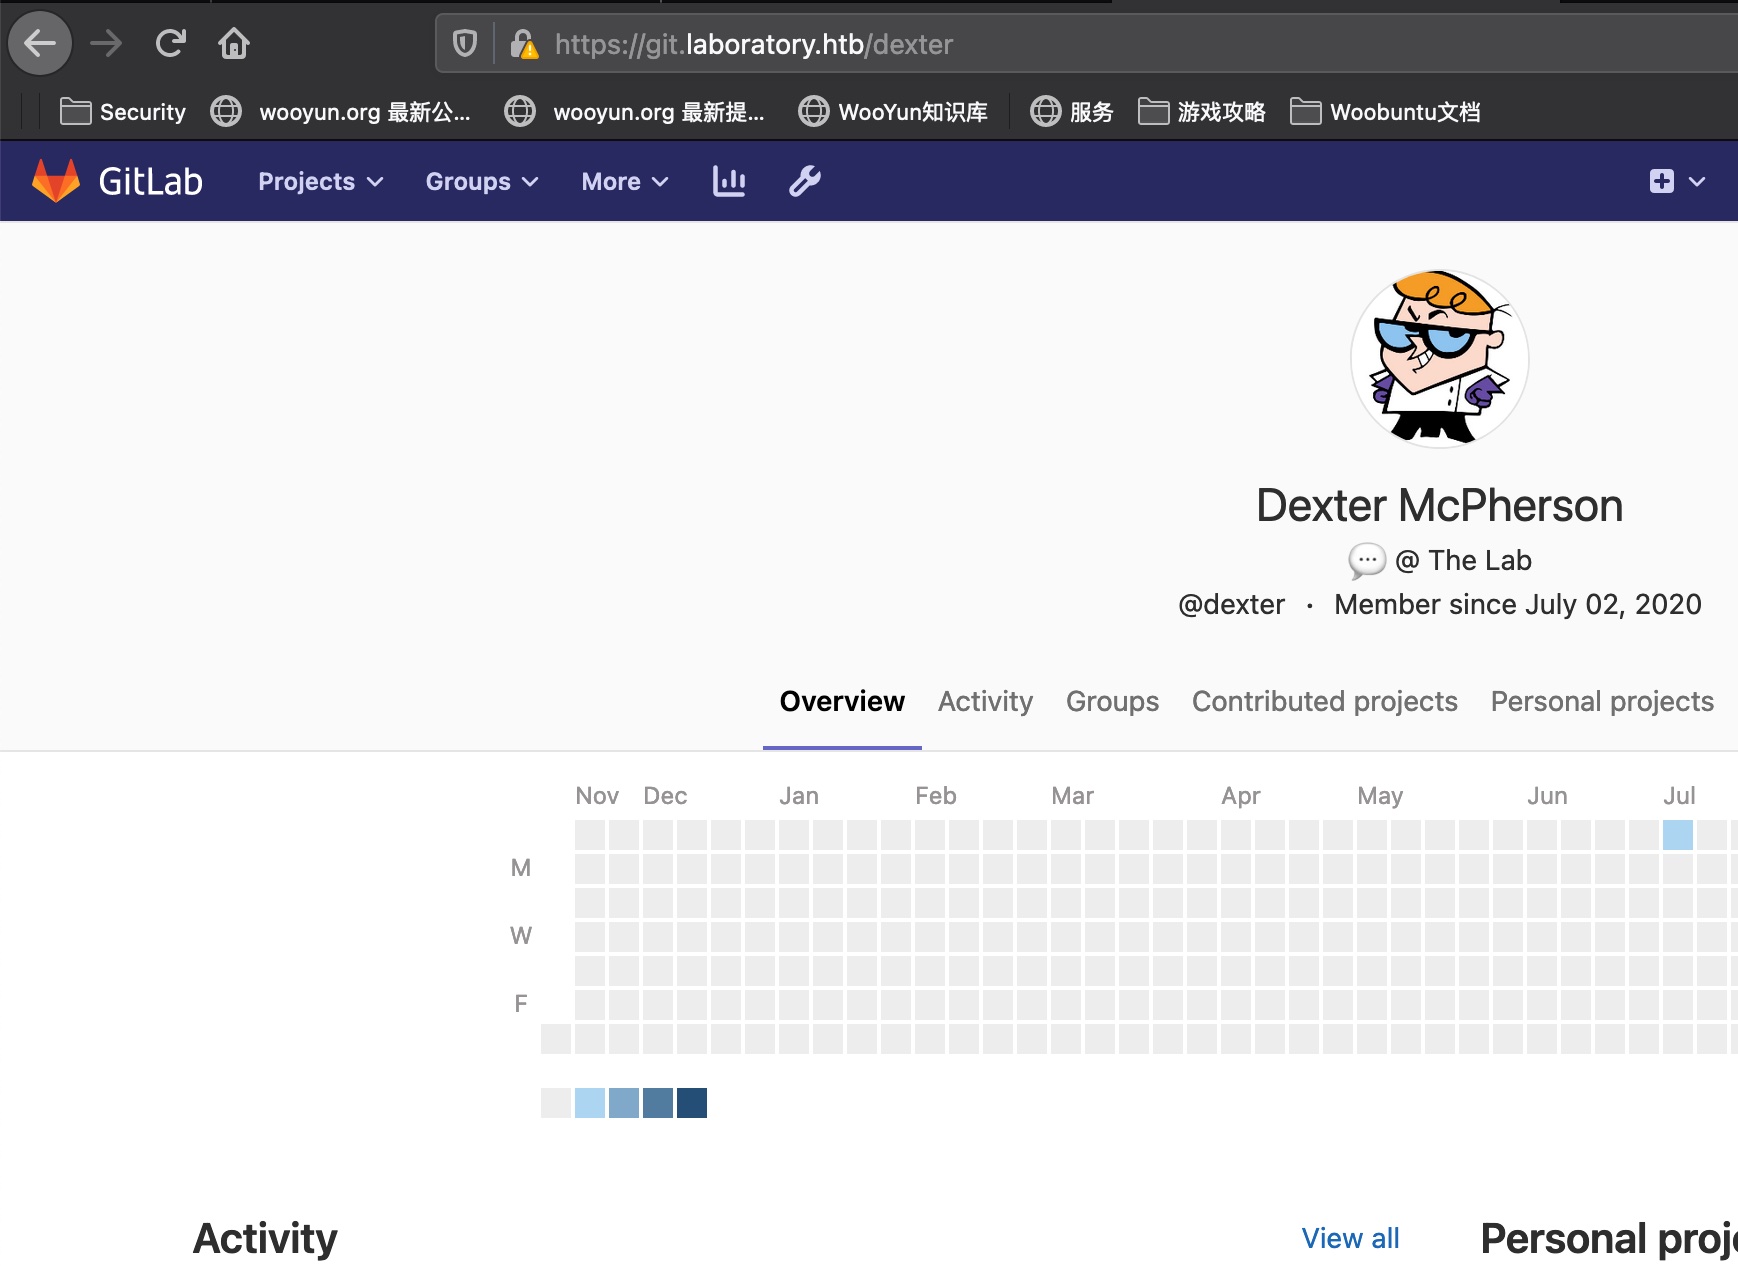 https://git.laboratory.htb/dexter
Security wooyun.org 最新公... wooyun.org 最新提... WooYun知识库 服务 游戏攻略 Woobuntu文档
GitLab Projects Groups More
Dexter McPherson
@ The Lab
@dexter · Member since July 02, 2020
Overview Activity Groups Contributed projects Personal projects
Nov Dec Jan Feb Mar Apr May Jun Jul
M
W
F
Activity View all Personal proje